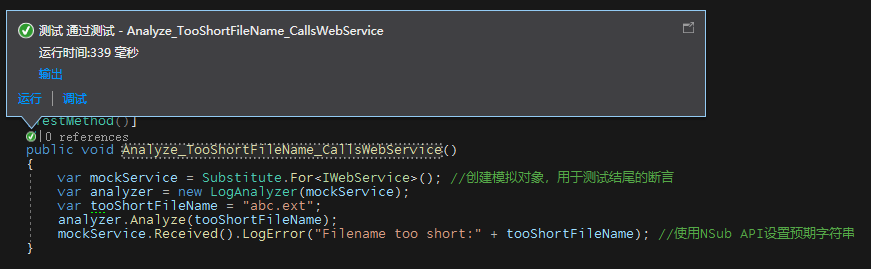 测试 通过测试 - Analyze_TooShortFileName_CallsWebService
运行时间:339 毫秒
输出
运行 | 调试
TestMethod()]
0 references
public void Analyze_TooShortFileName_CallsWebService()
{
var mockService = Substitute.For<IWebService>(); //创建模拟对象，用于测试结尾的断言
var analyzer = new LogAnalyzer(mockService);
var tooShortFileName = "abc.ext";
analyzer.Analyze(tooShortFileName);
mockService.Received().LogError("Filename too short:" + tooShortFileName); //使用NSub API设置预期字符串
}